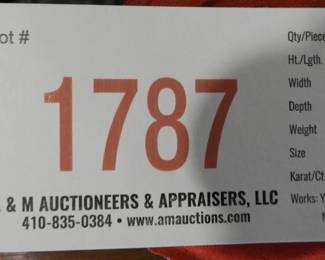 ot #
1787
& M AUCTIONEERS & APPRAISERS, LLC
410-835-0384 • www.amauctions.com
Qty/Piece
Ht./Lgth.
Width
Depth
Weight
Size
Karat/Ct
Works: Y